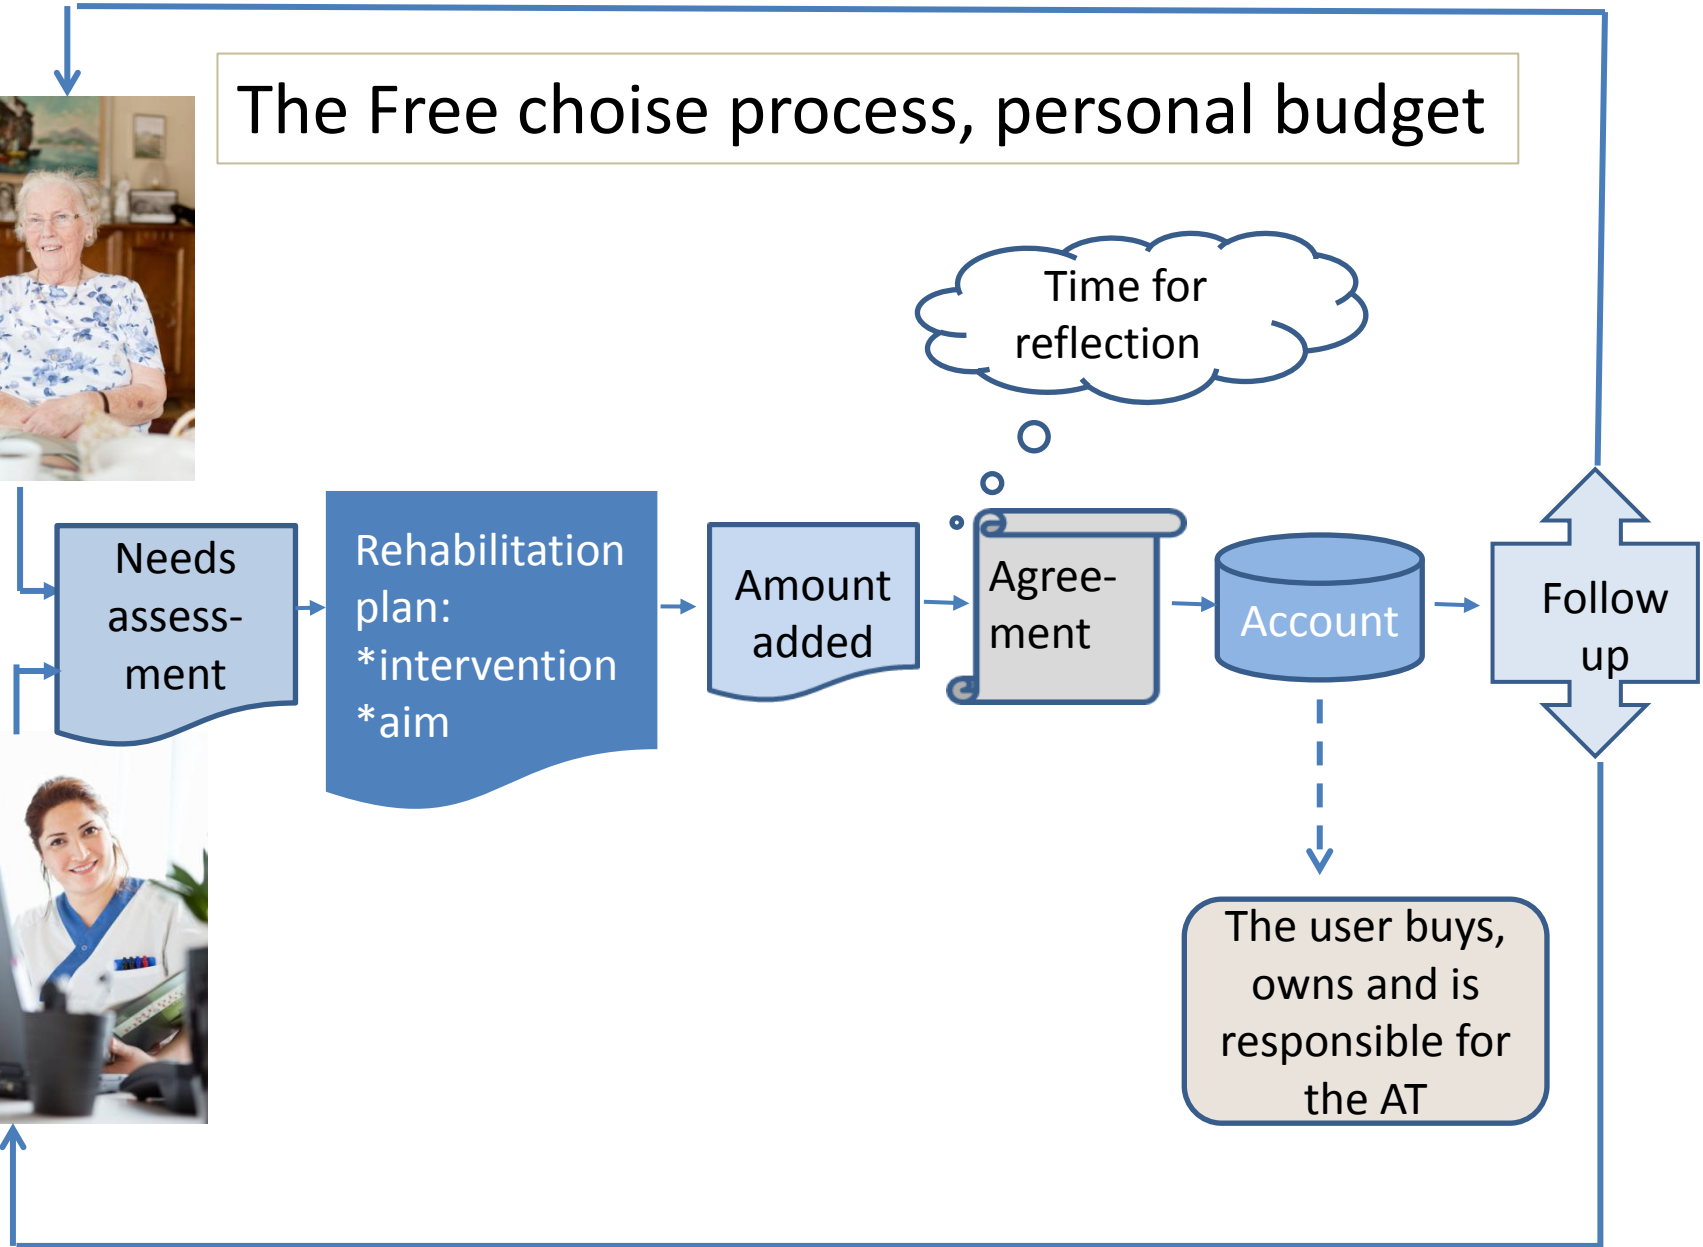 The Free choise process, personal budget
Time for
reflection
Needs
assess-
ment
Rehabilitation
plan:
*intervention
*aim
Amount
added
Agree-
ment
Account
Follow
up
The user buys,
owns and is
responsible for
the AT